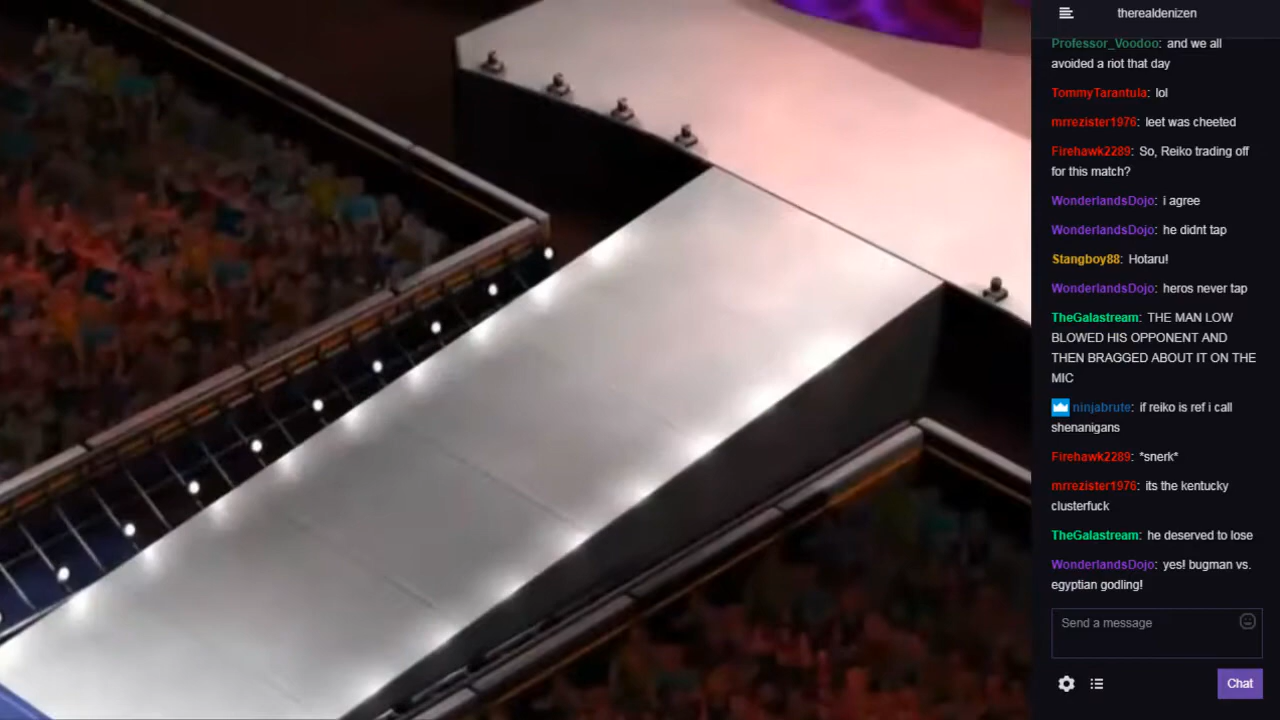 therealdenizen
Professor_Voodoo: and we all
avoided a riot that day
TommyTarantula: lol
mrrezister1976: leet was cheeted
Firehawk2289: So, Reiko trading off
for this match?
WonderlandsDojo: i agree
WonderlandsDojo: he didnt tap
Stangboy88: Hotaru!
WonderlandsDojo: heros never tap
TheGalastream: THE MAN LOW
BLOWED HIS OPPONENT AND
THEN BRAGGED ABOUT IT ON THE
MIC
ninjabrute: if reiko is ref i call
shenanigans
Firehawk2289: *snerk*
mrrezister1976: its the kentucky
clusterfuck
TheGalastream: he deserved to lose
WonderlandsDojo: yes! bugman vs.
egyptian godling!
Send a message
Chat